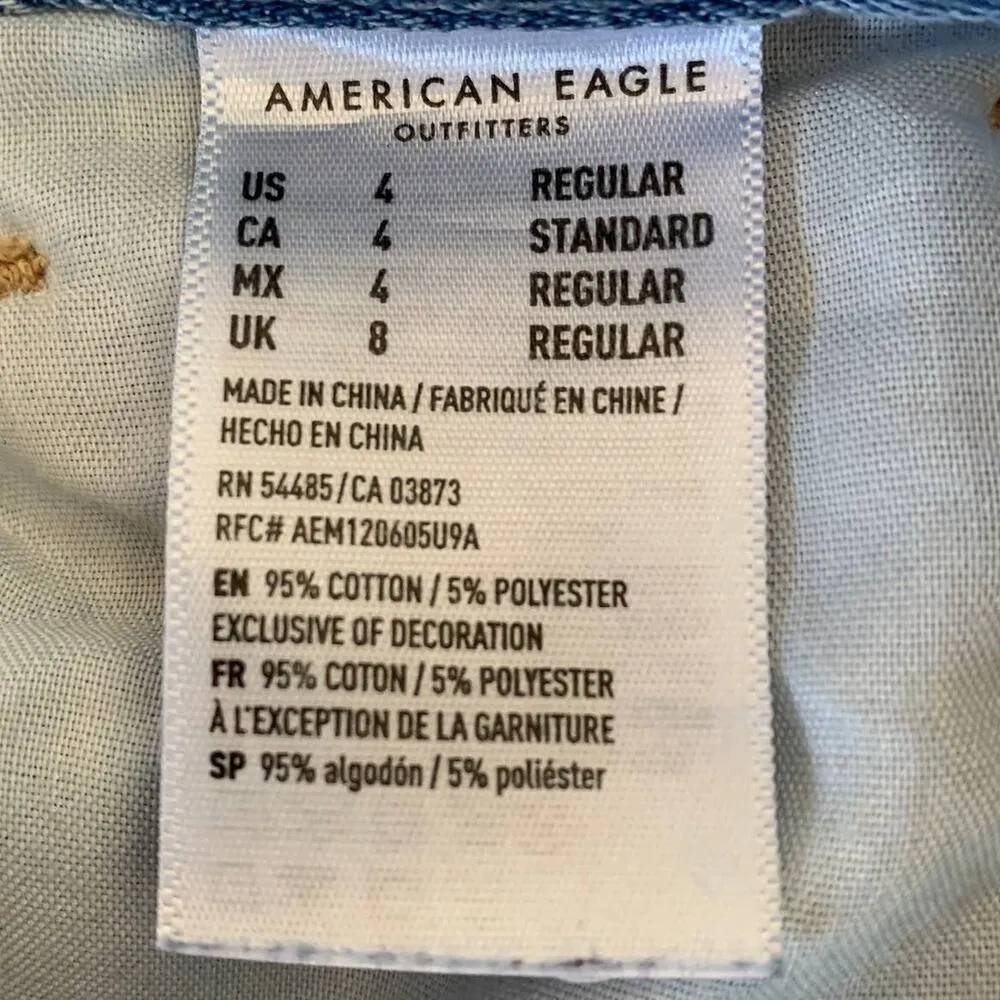 AMERICAN EAGLE
OUTFITTERS
US 4 REGULAR
CA 4 STANDARD
MX 4 REGULAR
UK 8 REGULAR
MADE IN CHINA / FABRIQUÉ EN CHINE /
HECHO EN CHINA
RN 54485/CA 03873
RFC# AEM120605U9A
EN 95% COTTON / 5% POLYESTER
EXCLUSIVE OF DECORATION
FR 95% COTON / 5% POLYESTER
À L'EXCEPTION DE LA GARNITURE
SP 95% algodón / 5% poliéster